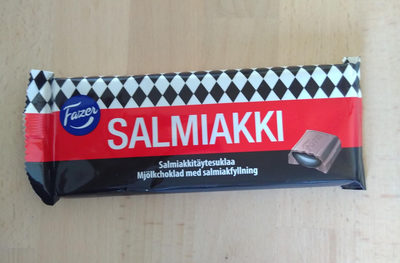 Fazer
SALMIAKKI
Salmiakkitäytesuklaa
Mjölkchoklad med salmiakfyllning